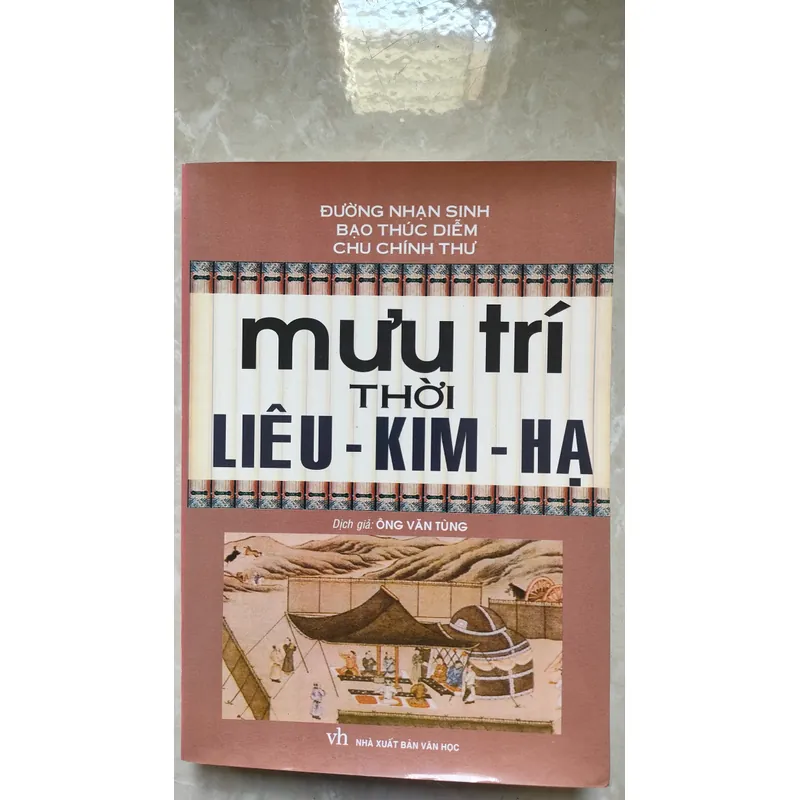 ĐƯỜNG NHẠN SINH
BẠO THÚC DIỄM
CHU CHÍNH THƯ
mưu trí
THỜI
LIÊU - KIM - HẠ
Dịch giả: ÔNG VĂN TÙNG
vh NHÀ XUẤT BẢN VĂN HỌC